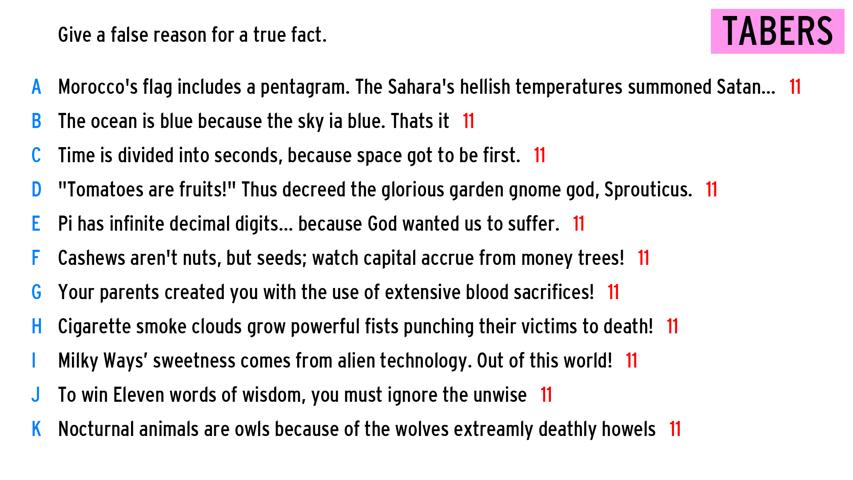 Give a false reason for a true fact.
TABERS
A Morocco's flag includes a pentagram. The Sahara's hellish temperatures summoned Satan... 11
B The ocean is blue because the sky ia blue. Thats it 11
C Time is divided into seconds, because space got to be first. 11
D "Tomatoes are fruits!" Thus decreed the glorious garden gnome god, Sprouticus. 11
E Pi has infinite decimal digits... because God wanted us to suffer. 11
F Cashews aren't nuts, but seeds; watch capital accrue from money trees! 11
G Your parents created you with the use of extensive blood sacrifices! 11
H Cigarette smoke clouds grow powerful fists punching their victims to death! 11
I Milky Ways’ sweetness comes from alien technology. Out of this world! 11
J To win Eleven words of wisdom, you must ignore the unwise 11
K Nocturnal animals are owls because of the wolves extreamly deathly howels 11